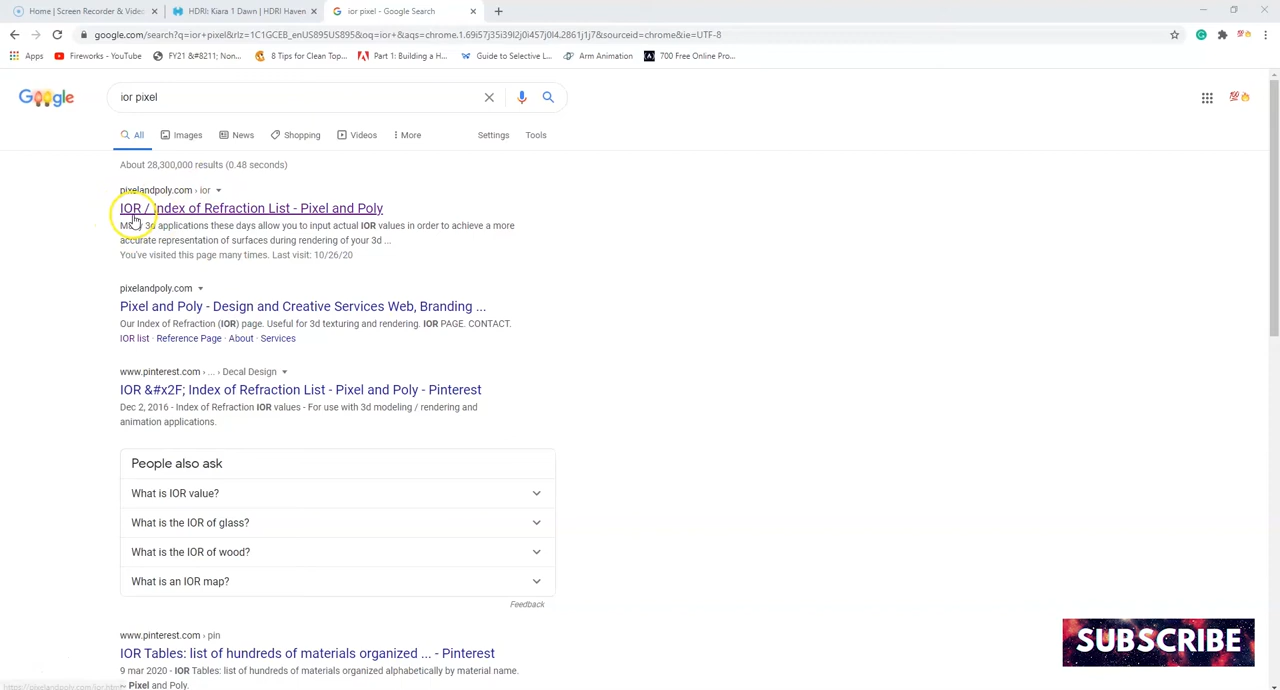 Home | Screen Recorder & Video
HDRI: Kiara 1 Dawn | HDRI Haven
ior pixel - Google Search
google.com/search?q=ior+pixel&rlz=1C1GCEB_enUS895US895&oq=ior+&aqs=chrome.1.69i57j35i39l2j0i457j0l4.2861j1j7&sourceid=chrome&ie=UTF-8
Apps
Fireworks - YouTube
FY21 &#8211; Non...
8 Tips for Clean Top...
Part 1: Building a H...
Guide to Selective L...
Arm Animation
700 Free Online Pro...
Google
ior pixel
All
Images
News
Shopping
Videos
More
Settings
Tools
About 28,300,000 results (0.48 seconds)
pixelandpoly.com › ior
IOR / Index of Refraction List - Pixel and Poly
Many 3d applications these days allow you to input actual IOR values in order to achieve a more
accurate representation of surfaces during rendering of your 3d ...
You've visited this page many times. Last visit: 10/26/20
pixelandpoly.com
Pixel and Poly - Design and Creative Services Web, Branding ...
Our Index of Refraction (IOR) page. Useful for 3d texturing and rendering. IOR PAGE. CONTACT.
IOR list · Reference Page · About · Services
www.pinterest.com › ... › Decal Design
IOR &#x2F; Index of Refraction List - Pixel and Poly - Pinterest
Dec 2, 2016 - Index of Refraction IOR values - For use with 3d modeling / rendering and
animation applications.
People also ask
What is IOR value?
What is the IOR of glass?
What is the IOR of wood?
What is an IOR map?
Feedback
www.pinterest.com › pin
IOR Tables: list of hundreds of materials organized ... - Pinterest
9 mar 2020 - IOR Tables: list of hundreds of materials organized alphabetically by material name.
~ Pixel and Poly.
SUBSCRIBE
https://pixelandpoly.com/ior.html